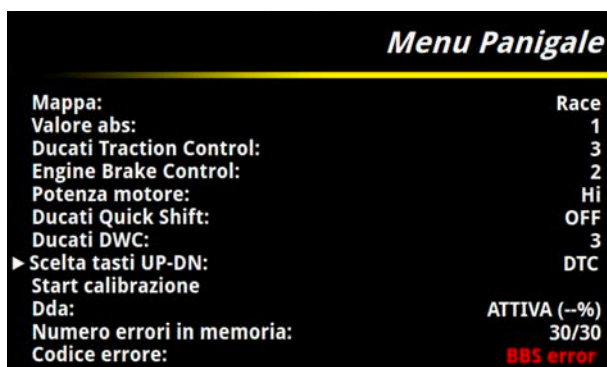 Menu Panigale
Mappa: Race
Valore abs: 1
Ducati Traction Control: 3
Engine Brake Control: 2
Potenza motore: Hi
Ducati Quick Shift: OFF
Ducati DWC: 3
Scelta tasti UP-DN: DTC
Start calibrazione
Dda: ATTIVA (--%)
Numero errori in memoria: 30/30
Codice errore: BBS error